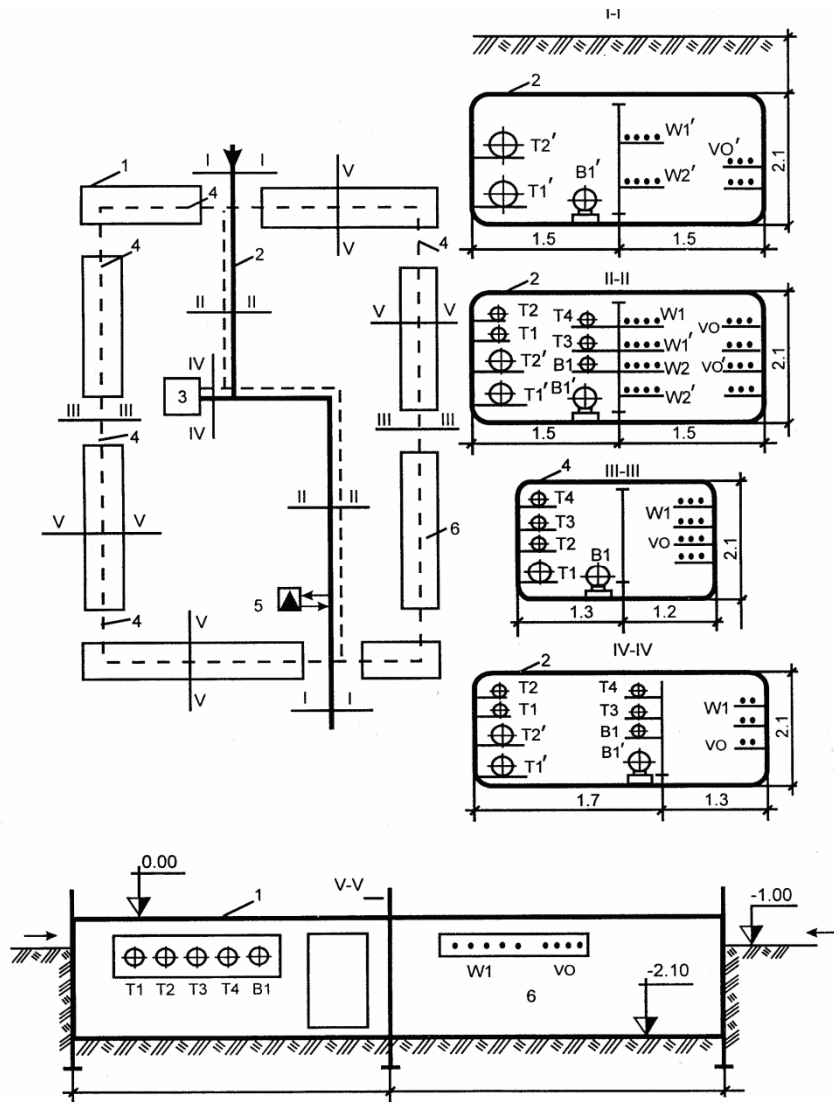 I-I
2
T2′
T1′
B1′
W1′
W2′
VO′
2.1
1.5
1.5
1
4
I
I
V
V
4
4
2
II
II
V
V
IV
3
IV
III
III
III
III
4
V
V
II
II
6
5
4
V
V
I
I
2
II-II
T2
T1
T2′
T1′
T4
T3
B1
B1′
W1
W1′
W2
W2′
VO
VO′
2.1
1.5
1.5
4
III-III
T4
T3
T2
T1
B1
W1
VO
2.1
1.3
1.2
IV-IV
2
T2
T1
T2′
T1′
T4
T3
B1
B1′
W1
VO
2.1
1.7
1.3
0.00
1
V-V
-1.00
T1 T2 T3 T4 B1
W1 VO
6
-2.10